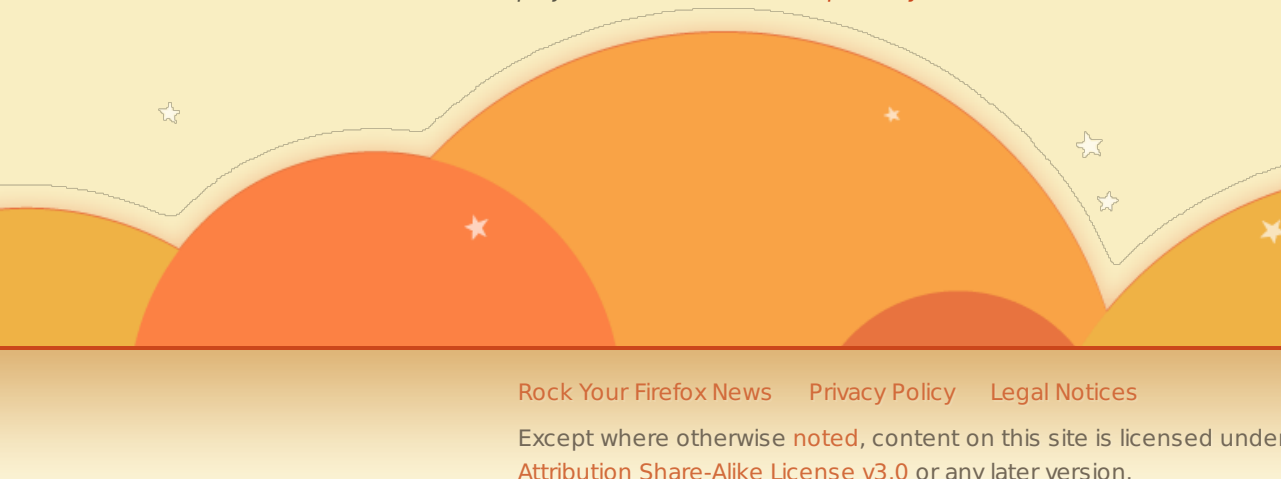 Rock Your Firefox News Privacy Policy Legal Notices
Except where otherwise noted, content on this site is licensed under
Attribution Share-Alike License v3.0 or any later version.